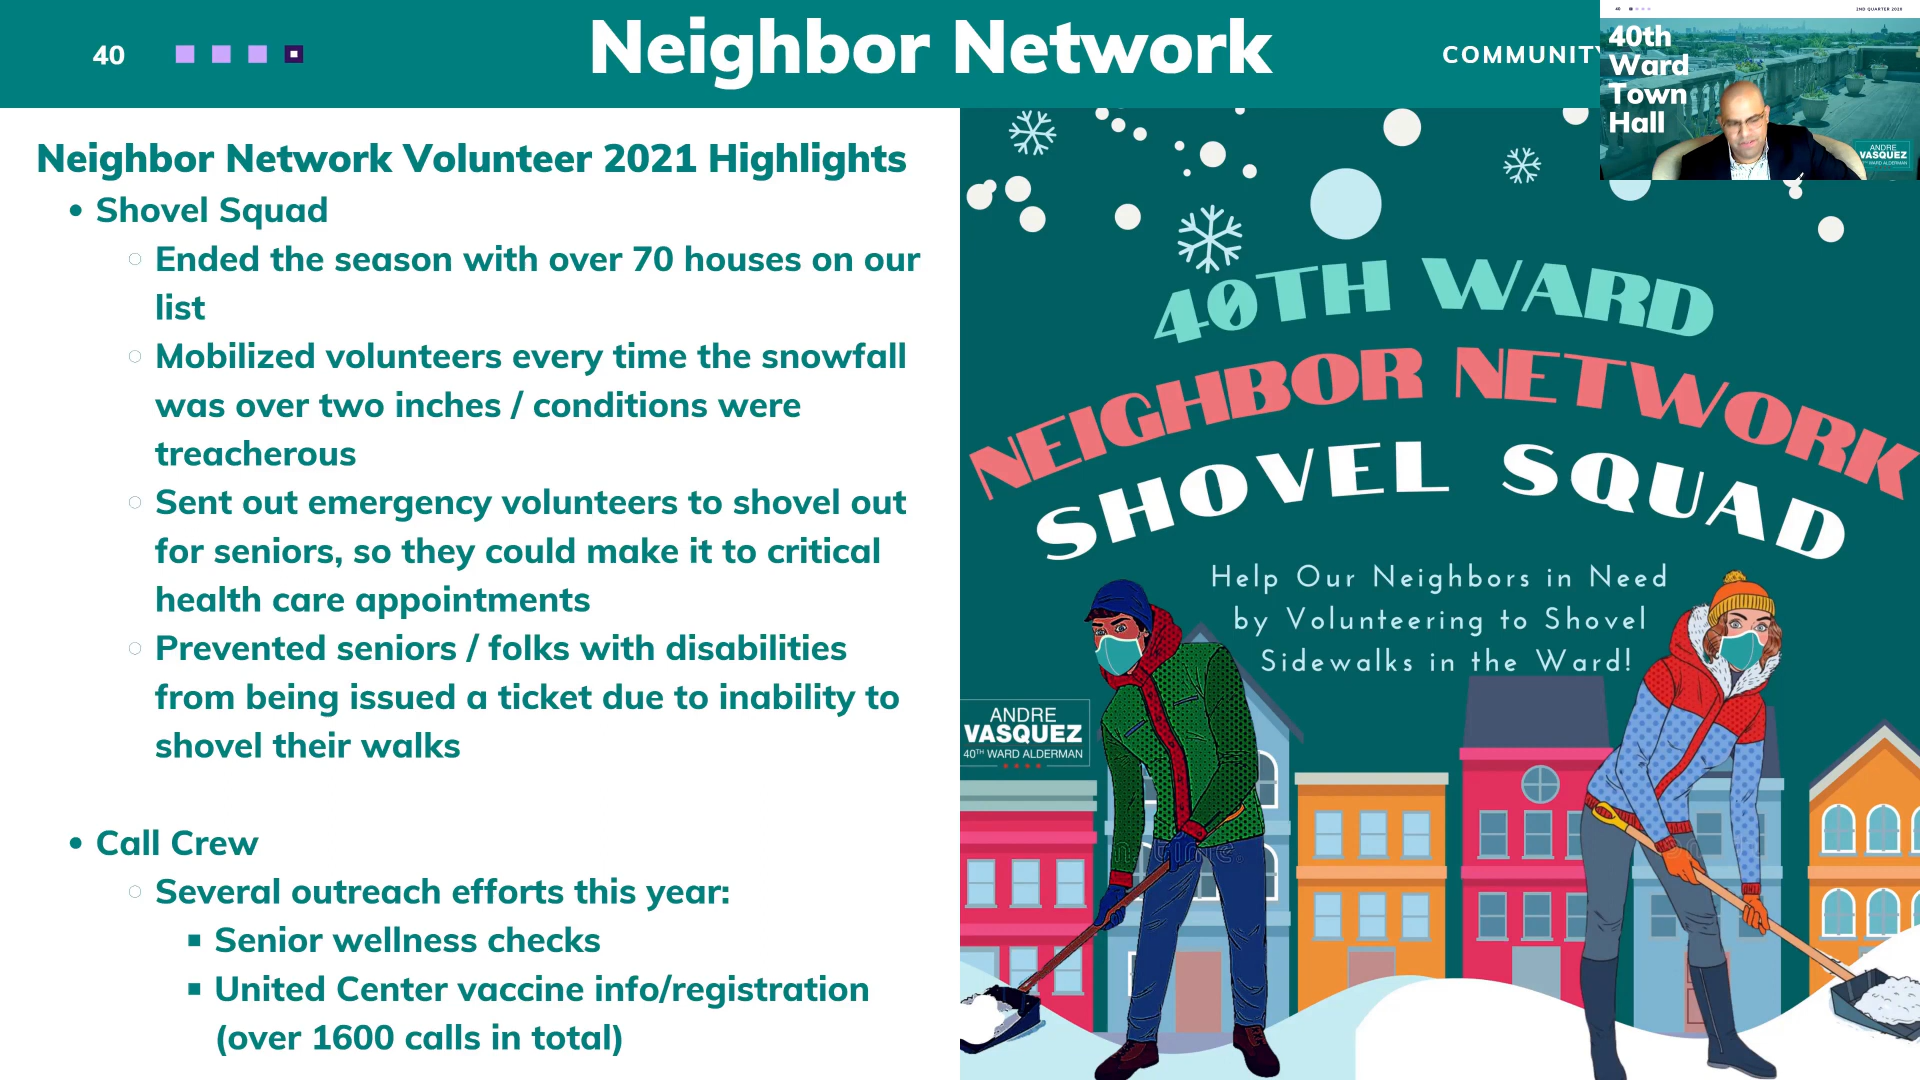 40
Neighbor Network
COMMUNITY
40
2ND QUARTER 2020
40th
Ward
Town
Hall
ANDRE
VASQUEZ
WARD ALDERMAN
Neighbor Network Volunteer 2021 Highlights
Shovel Squad
Ended the season with over 70 houses on our
list
Mobilized volunteers every time the snowfall
was over two inches / conditions were
treacherous
Sent out emergency volunteers to shovel out
for seniors, so they could make it to critical
health care appointments
Prevented seniors / folks with disabilities
from being issued a ticket due to inability to
shovel their walks
Call Crew
Several outreach efforts this year:
Senior wellness checks
United Center vaccine info/registration
(over 1600 calls in total)
40TH WARD
NEIGHBOR NETWORK
SHOVEL SQUAD
Help Our Neighbors in Need
by Volunteering to Shovel
Sidewalks in the Ward!
ANDRE
VASQUEZ
40TH WARD ALDERMAN